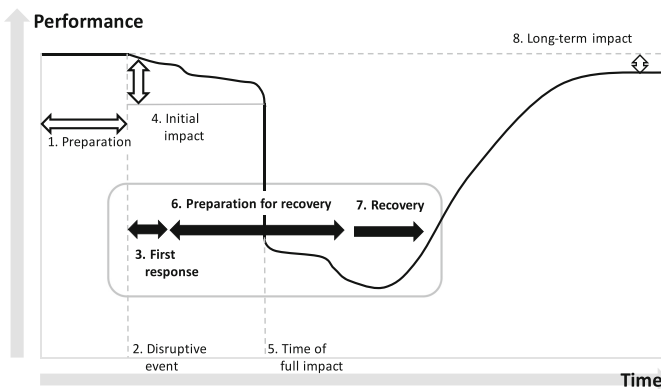 Performance
8. Long-term impact
4. Initial
impact
1. Preparation
6. Preparation for recovery
7. Recovery
3. First
response
2. Disruptive
event
5. Time of
full impact
Time